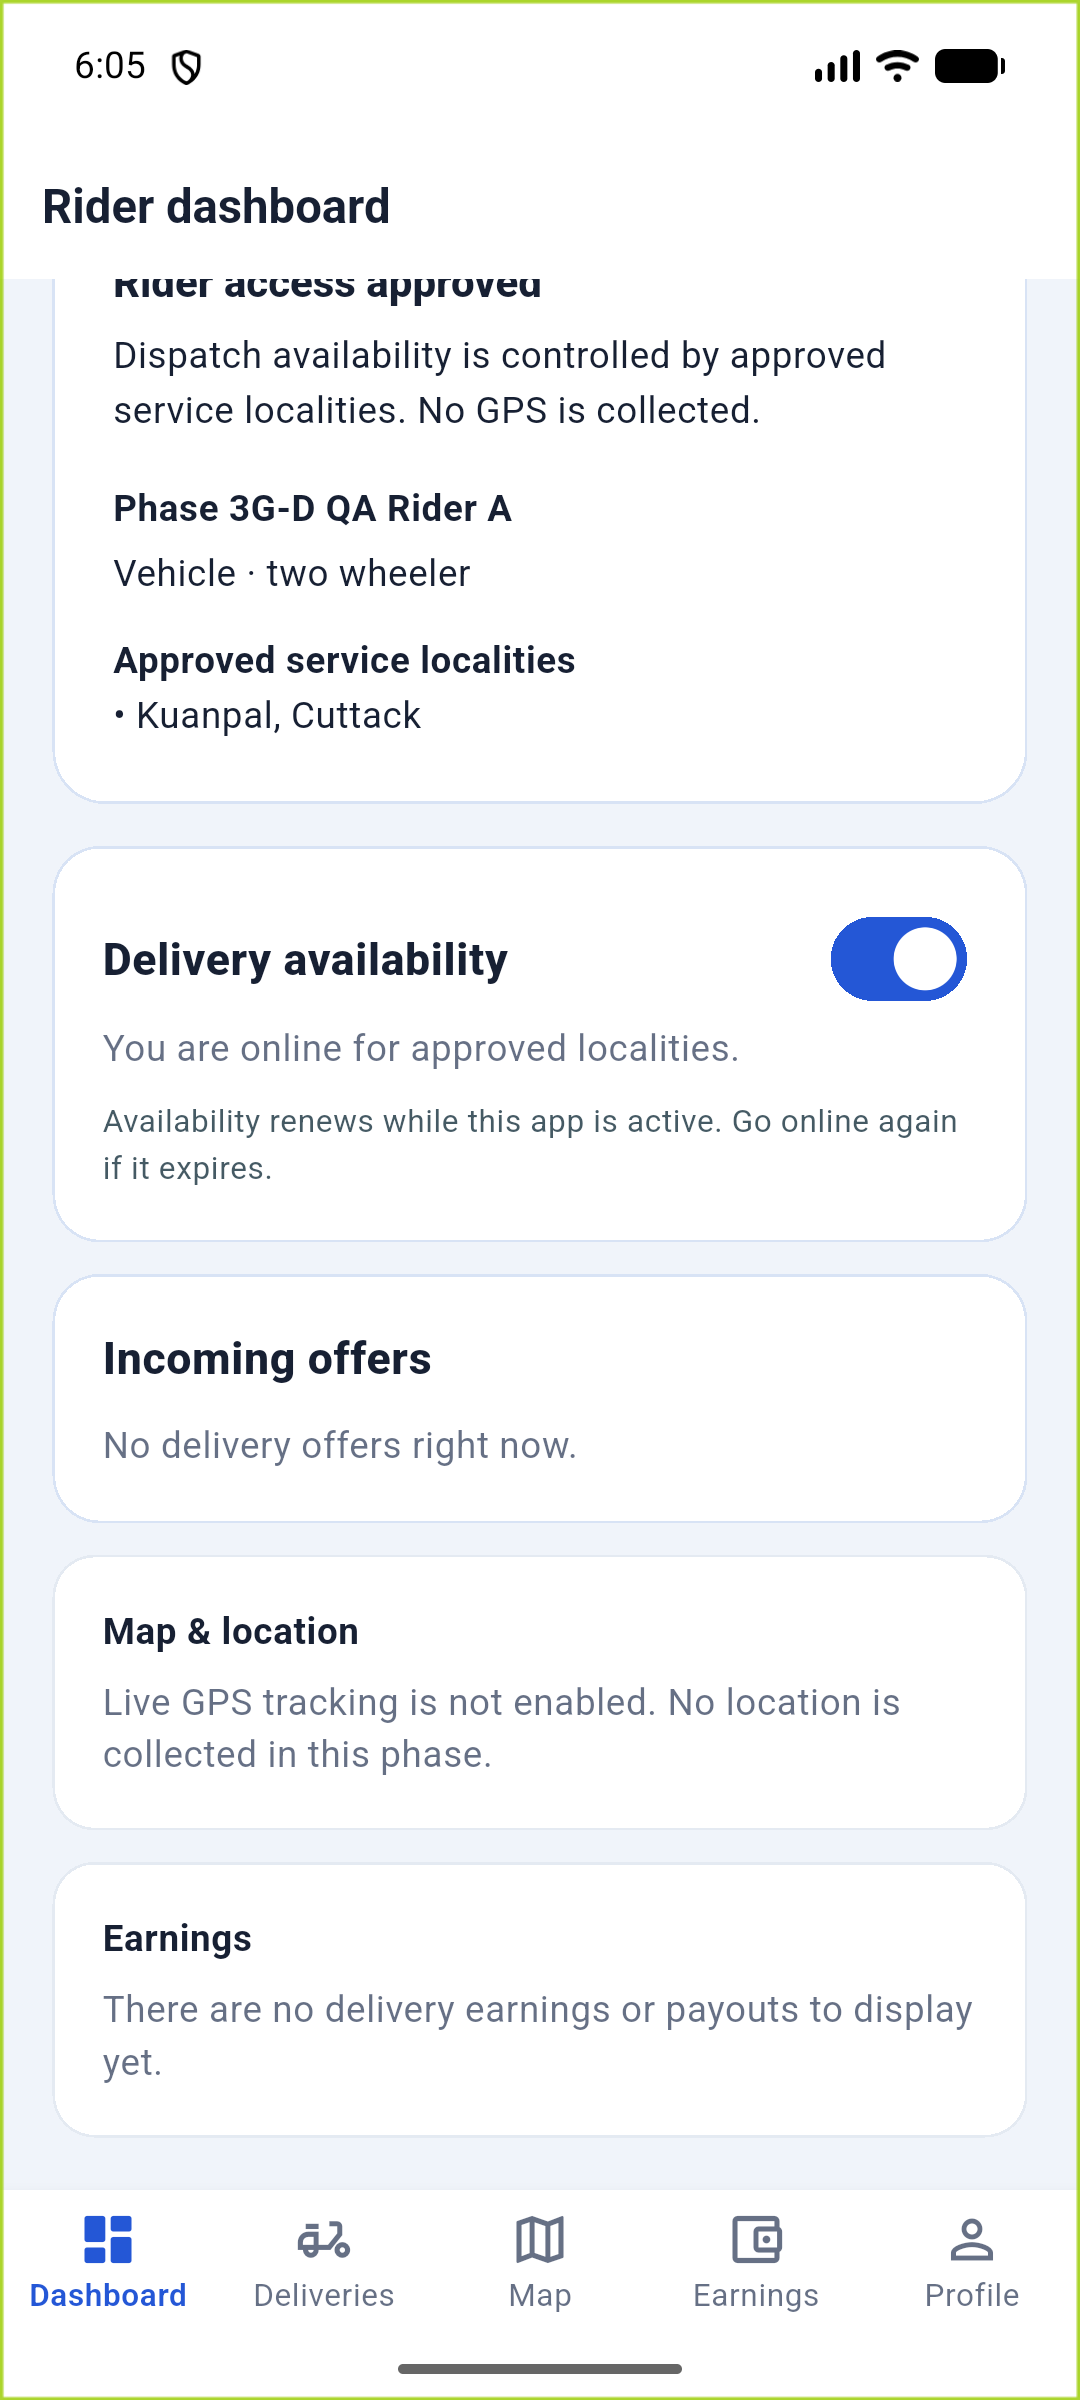 6:05
Rider dashboard
Rider access approved
Dispatch availability is controlled by approved
service localities. No GPS is collected.
Phase 3G-D QA Rider A
Vehicle · two wheeler
Approved service localities
• Kuanpal, Cuttack
Delivery availability
You are online for approved localities.
Availability renews while this app is active. Go online again
if it expires.
Incoming offers
No delivery offers right now.
Map & location
Live GPS tracking is not enabled. No location is
collected in this phase.
Earnings
There are no delivery earnings or payouts to display
yet.
Dashboard
Deliveries
Map
Earnings
Profile